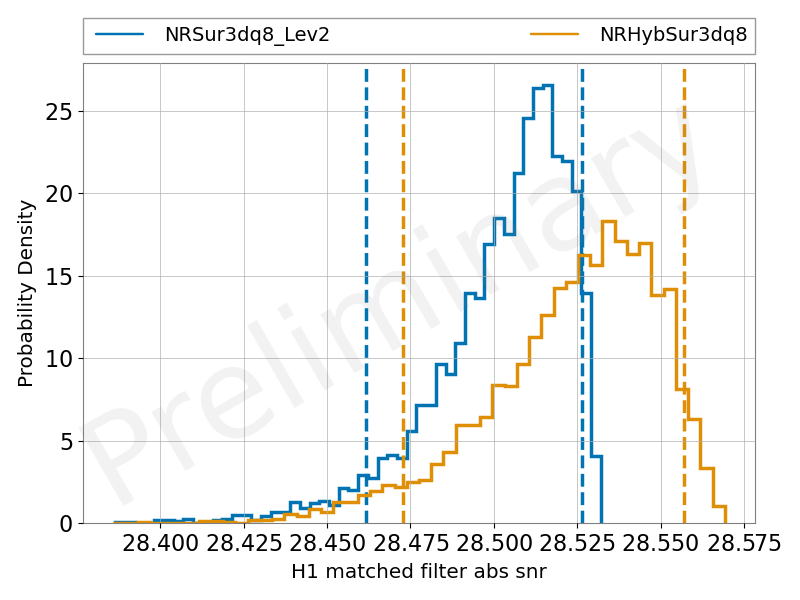 NRSur3dq8_Lev2 NRHybSur3dq8
25
20
15
10
5
0
Probability Density
Preliminary
28.400 28.425 28.450 28.475 28.500 28.525 28.550 28.575
H1 matched filter abs snr